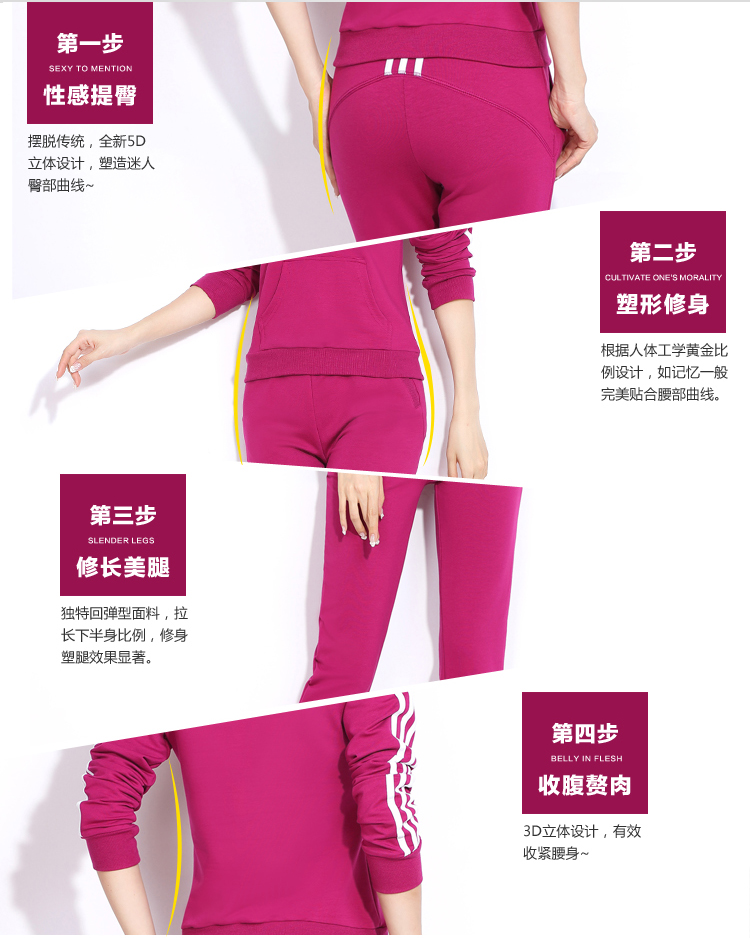 第一步
SEXY TO MENTION
性感提臀
摆脱传统，全新5D
立体设计，塑造迷人
臀部曲线~
第二步
CULTIVATE ONE'S MORALITY
塑形修身
根据人体工学黄金比
例设计，如记忆一般
完美贴合腰部曲线。
第三步
SLENDER LEGS
修长美腿
独特回弹型面料，拉
长下半身比例，修身
塑腿效果显著。
第四步
BELLY IN FLESH
收腹赘肉
3D立体设计，有效
收紧腰身~